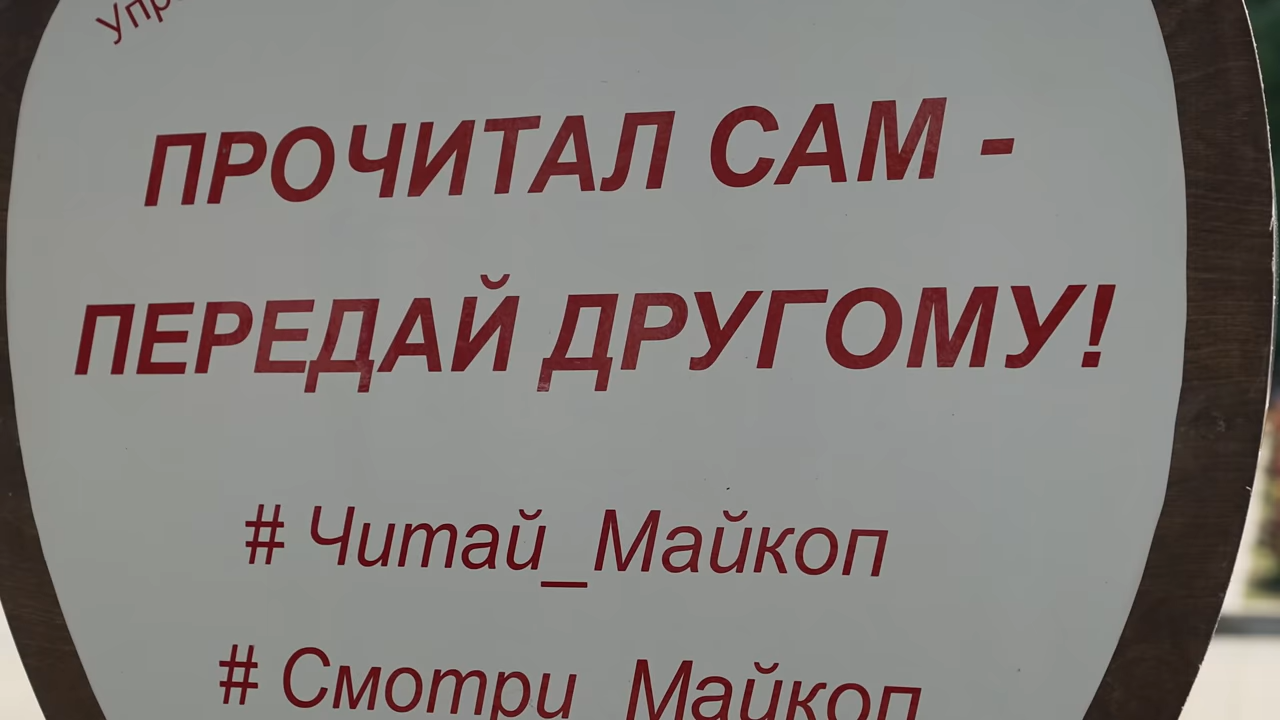 ПРОЧИТАЛ САМ -
ПЕРЕДАЙ ДРУГОМУ!
# Читай_Майкоп
# Смотри_Майкоп